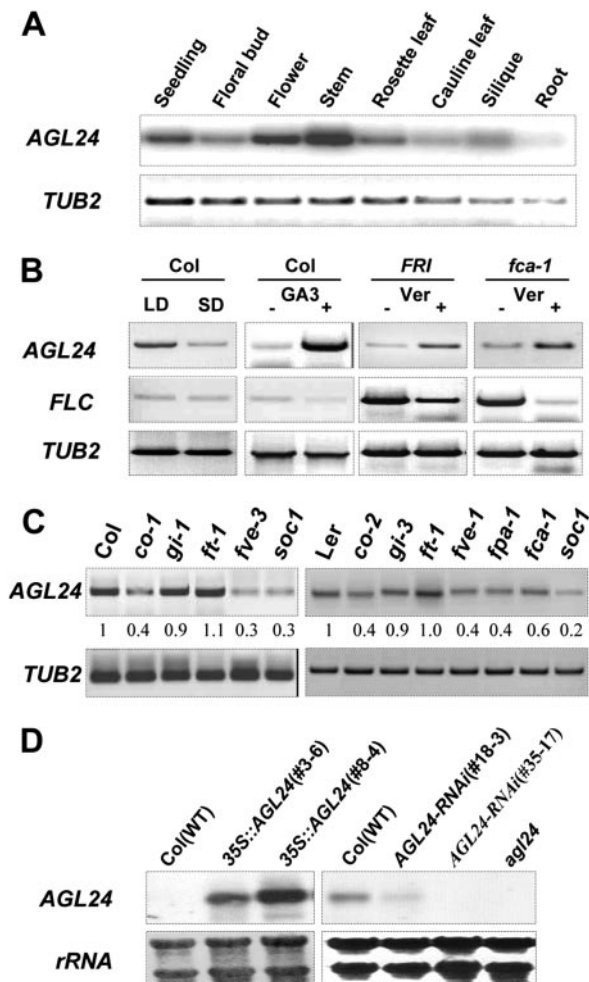 A
Seedling Floral bud Flower Stem Rosette leaf Cauline leaf Silique Root
AGL24
TUB2
B
Col Col FRI fca-1
LD SD GA3 Ver Ver
- + - + - +
AGL24
FLC
TUB2
C
Col co-1 gi-1 ft-1 fve-3 soc1 Ler co-2 gi-3 ft-1 fve-1 fpa-1 fca-1 soc1
AGL24
1 0.4 0.9 1.1 0.3 0.3 1 0.4 0.9 1.0 0.4 0.4 0.6 0.2
TUB2
D
Col(WT) 35S::AGL24(#3-6) 35S::AGL24(#8-4) Col(WT) AGL24-RNAi(#18-3) AGL24-RNAi(#35-17) agl24
AGL24
rRNA